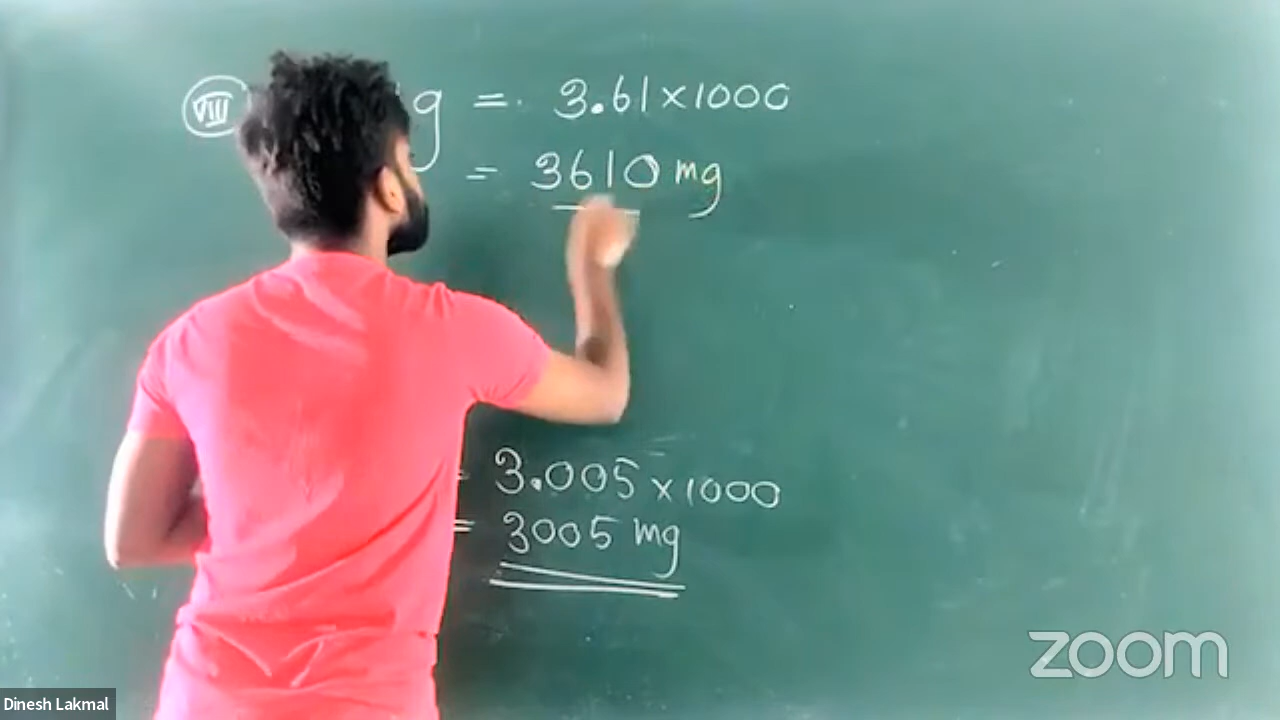 VIII g = 3.61 × 1000
= 3610 mg
= 3.005 × 1000
= 3005 mg
zoom
Dinesh Lakmal